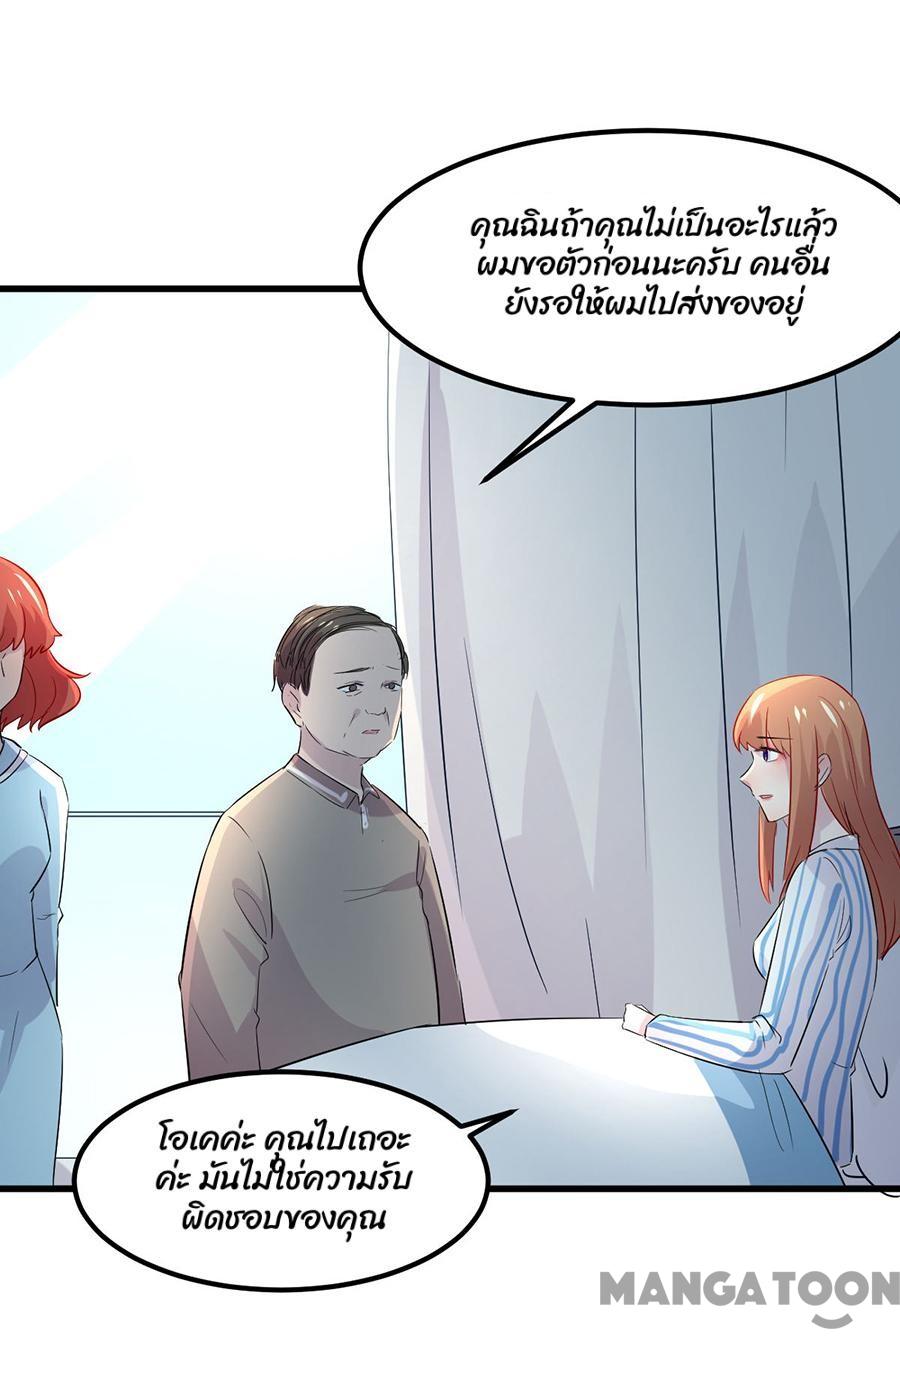 คุณฉินถ้าคุณไม่เป็นอะไรแล้ว
ผมขอตัวก่อนนะครับ คนอื่น
ยังรอให้ผมไปส่งของอยู่
โอเคค่ะ คุณไปเถอะ
ค่ะ มันไม่ใช่ความรับ
ผิดชอบของคุณ
MANGATOON